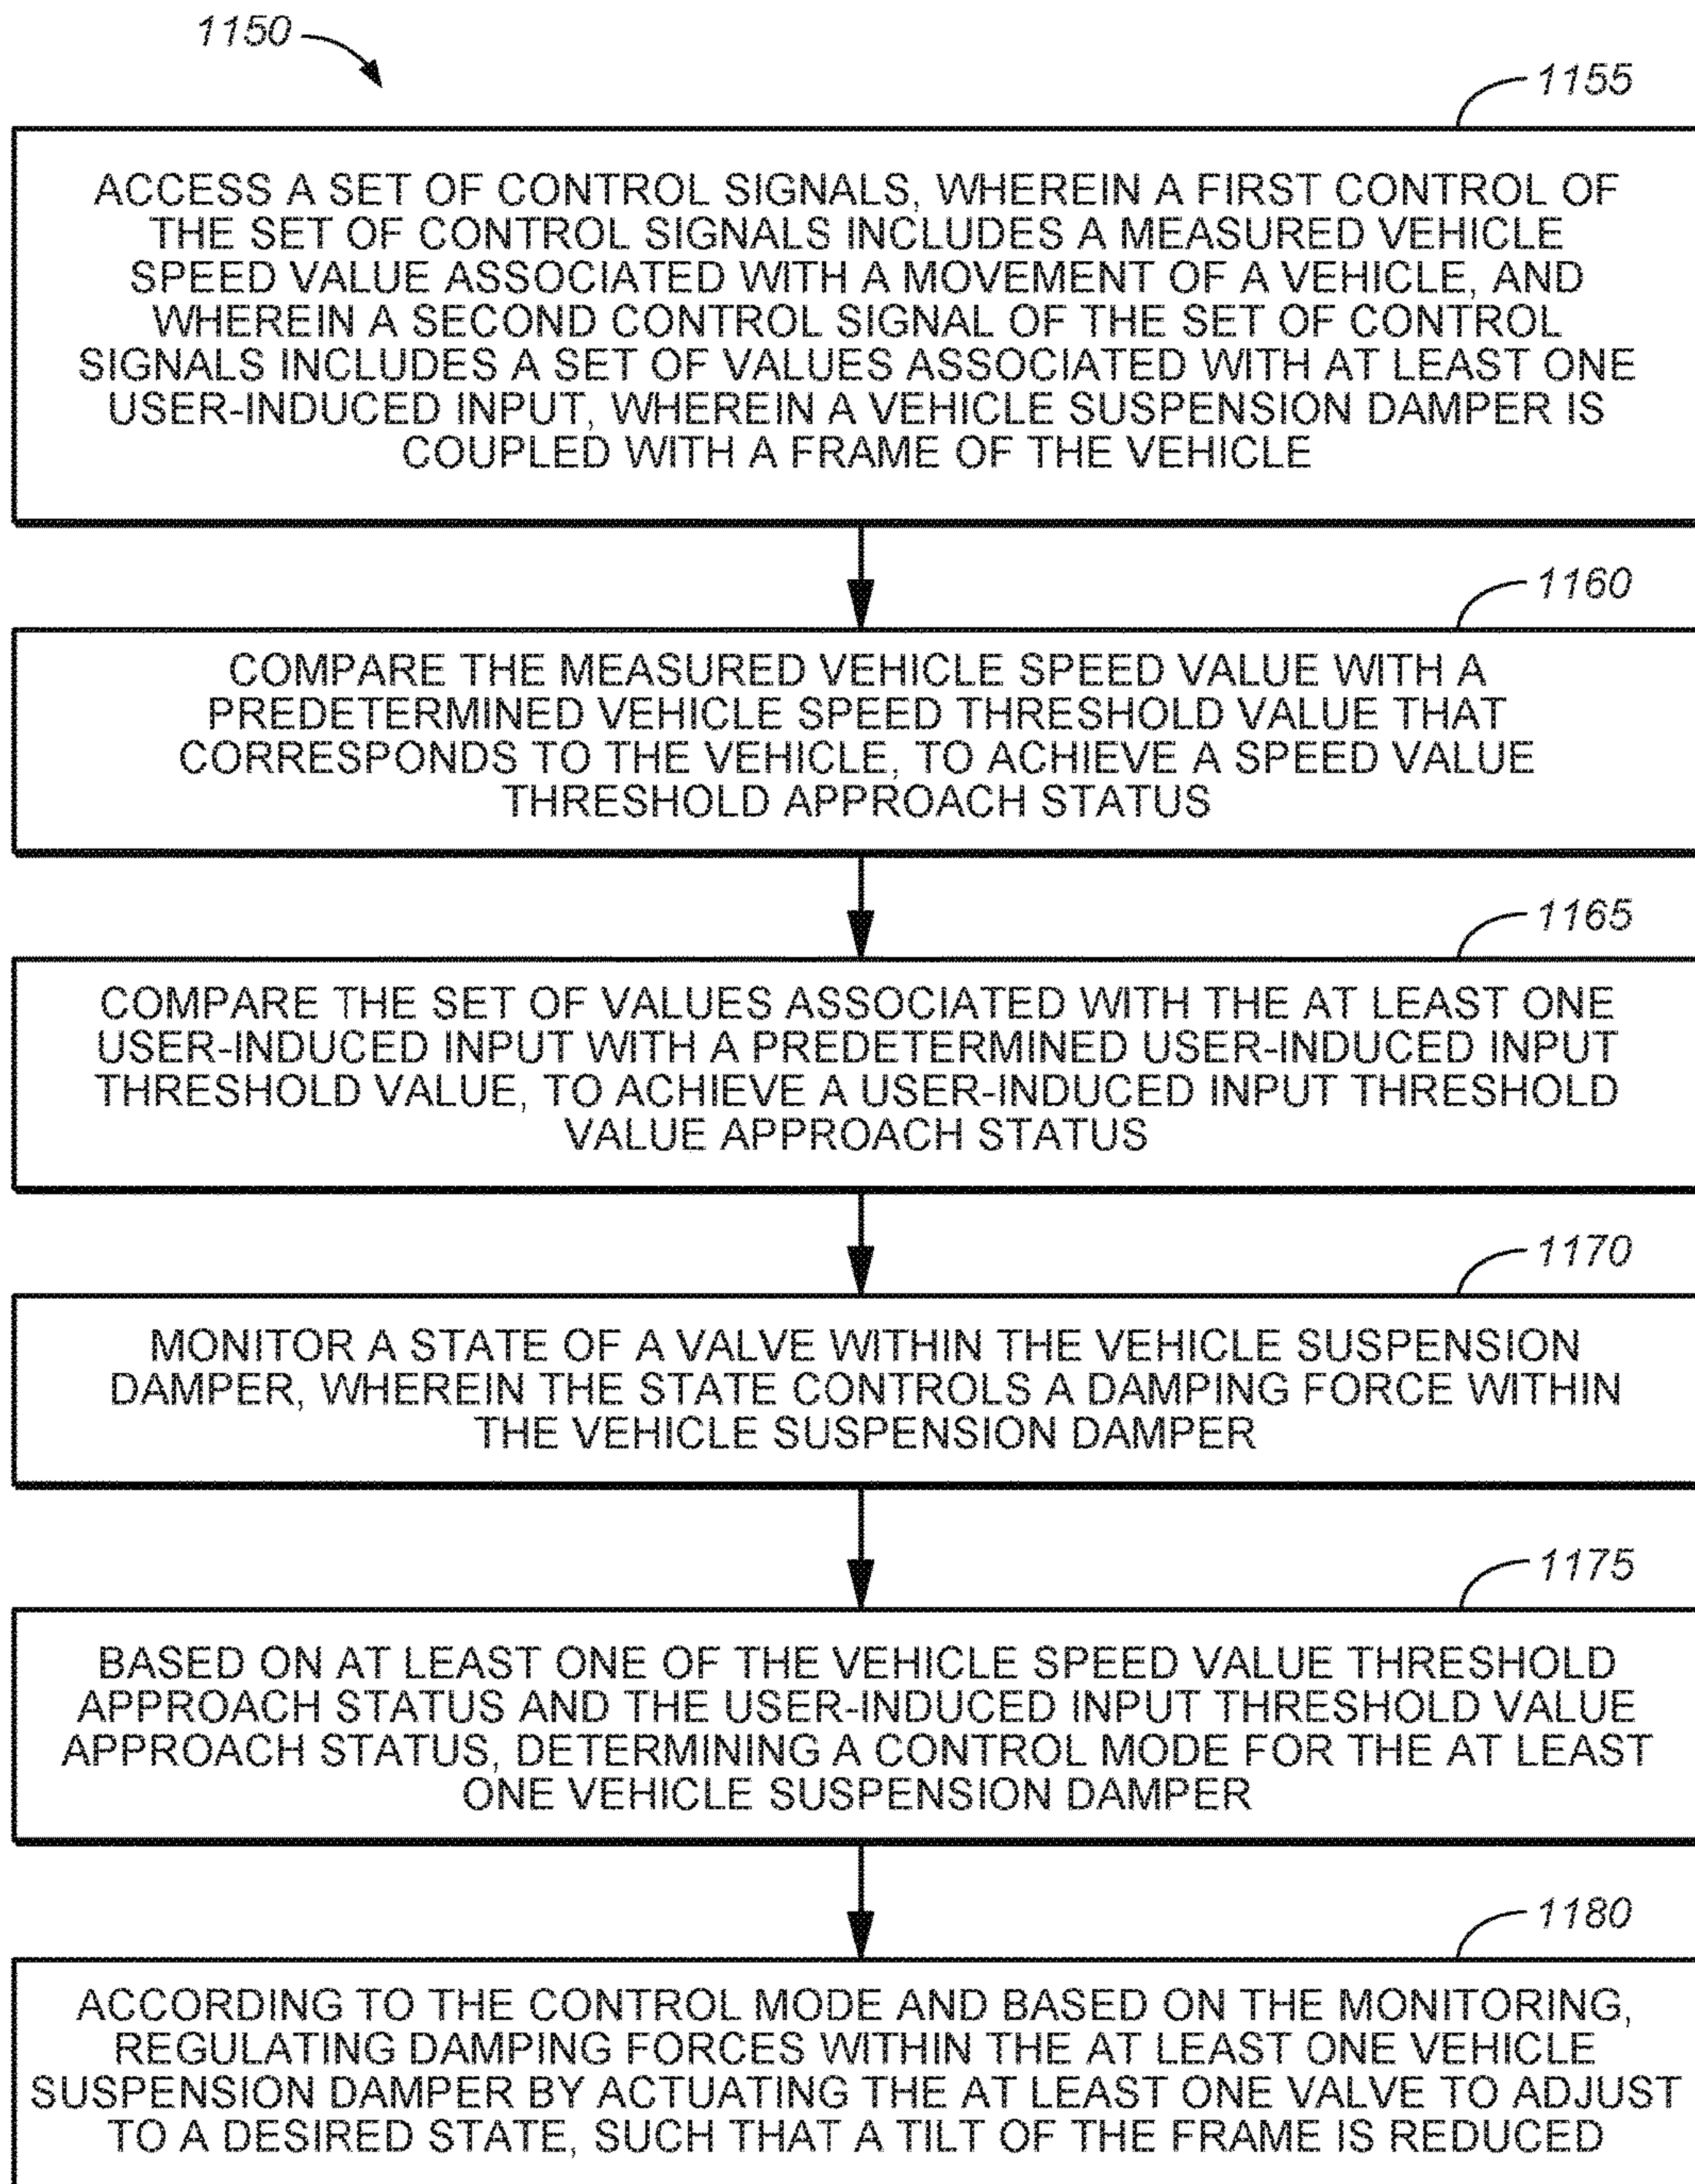 1150
1155
ACCESS A SET OF CONTROL SIGNALS, WHEREIN A FIRST CONTROL OF
THE SET OF CONTROL SIGNALS INCLUDES A MEASURED VEHICLE
SPEED VALUE ASSOCIATED WITH A MOVEMENT OF A VEHICLE, AND
WHEREIN A SECOND CONTROL SIGNAL OF THE SET OF CONTROL
SIGNALS INCLUDES A SET OF VALUES ASSOCIATED WITH AT LEAST ONE
USER-INDUCED INPUT, WHEREIN A VEHICLE SUSPENSION DAMPER IS
COUPLED WITH A FRAME OF THE VEHICLE
1160
COMPARE THE MEASURED VEHICLE SPEED VALUE WITH A
PREDETERMINED VEHICLE SPEED THRESHOLD VALUE THAT
CORRESPONDS TO THE VEHICLE, TO ACHIEVE A SPEED VALUE
THRESHOLD APPROACH STATUS
1165
COMPARE THE SET OF VALUES ASSOCIATED WITH THE AT LEAST ONE
USER-INDUCED INPUT WITH A PREDETERMINED USER-INDUCED INPUT
THRESHOLD VALUE, TO ACHIEVE A USER-INDUCED INPUT THRESHOLD
VALUE APPROACH STATUS
1170
MONITOR A STATE OF A VALVE WITHIN THE VEHICLE SUSPENSION
DAMPER, WHEREIN THE STATE CONTROLS A DAMPING FORCE WITHIN
THE VEHICLE SUSPENSION DAMPER
1175
BASED ON AT LEAST ONE OF THE VEHICLE SPEED VALUE THRESHOLD
APPROACH STATUS AND THE USER-INDUCED INPUT THRESHOLD VALUE
APPROACH STATUS, DETERMINING A CONTROL MODE FOR THE AT LEAST
ONE VEHICLE SUSPENSION DAMPER
1180
ACCORDING TO THE CONTROL MODE AND BASED ON THE MONITORING,
REGULATING DAMPING FORCES WITHIN THE AT LEAST ONE VEHICLE
SUSPENSION DAMPER BY ACTUATING THE AT LEAST ONE VALVE TO ADJUST
TO A DESIRED STATE, SUCH THAT A TILT OF THE FRAME IS REDUCED